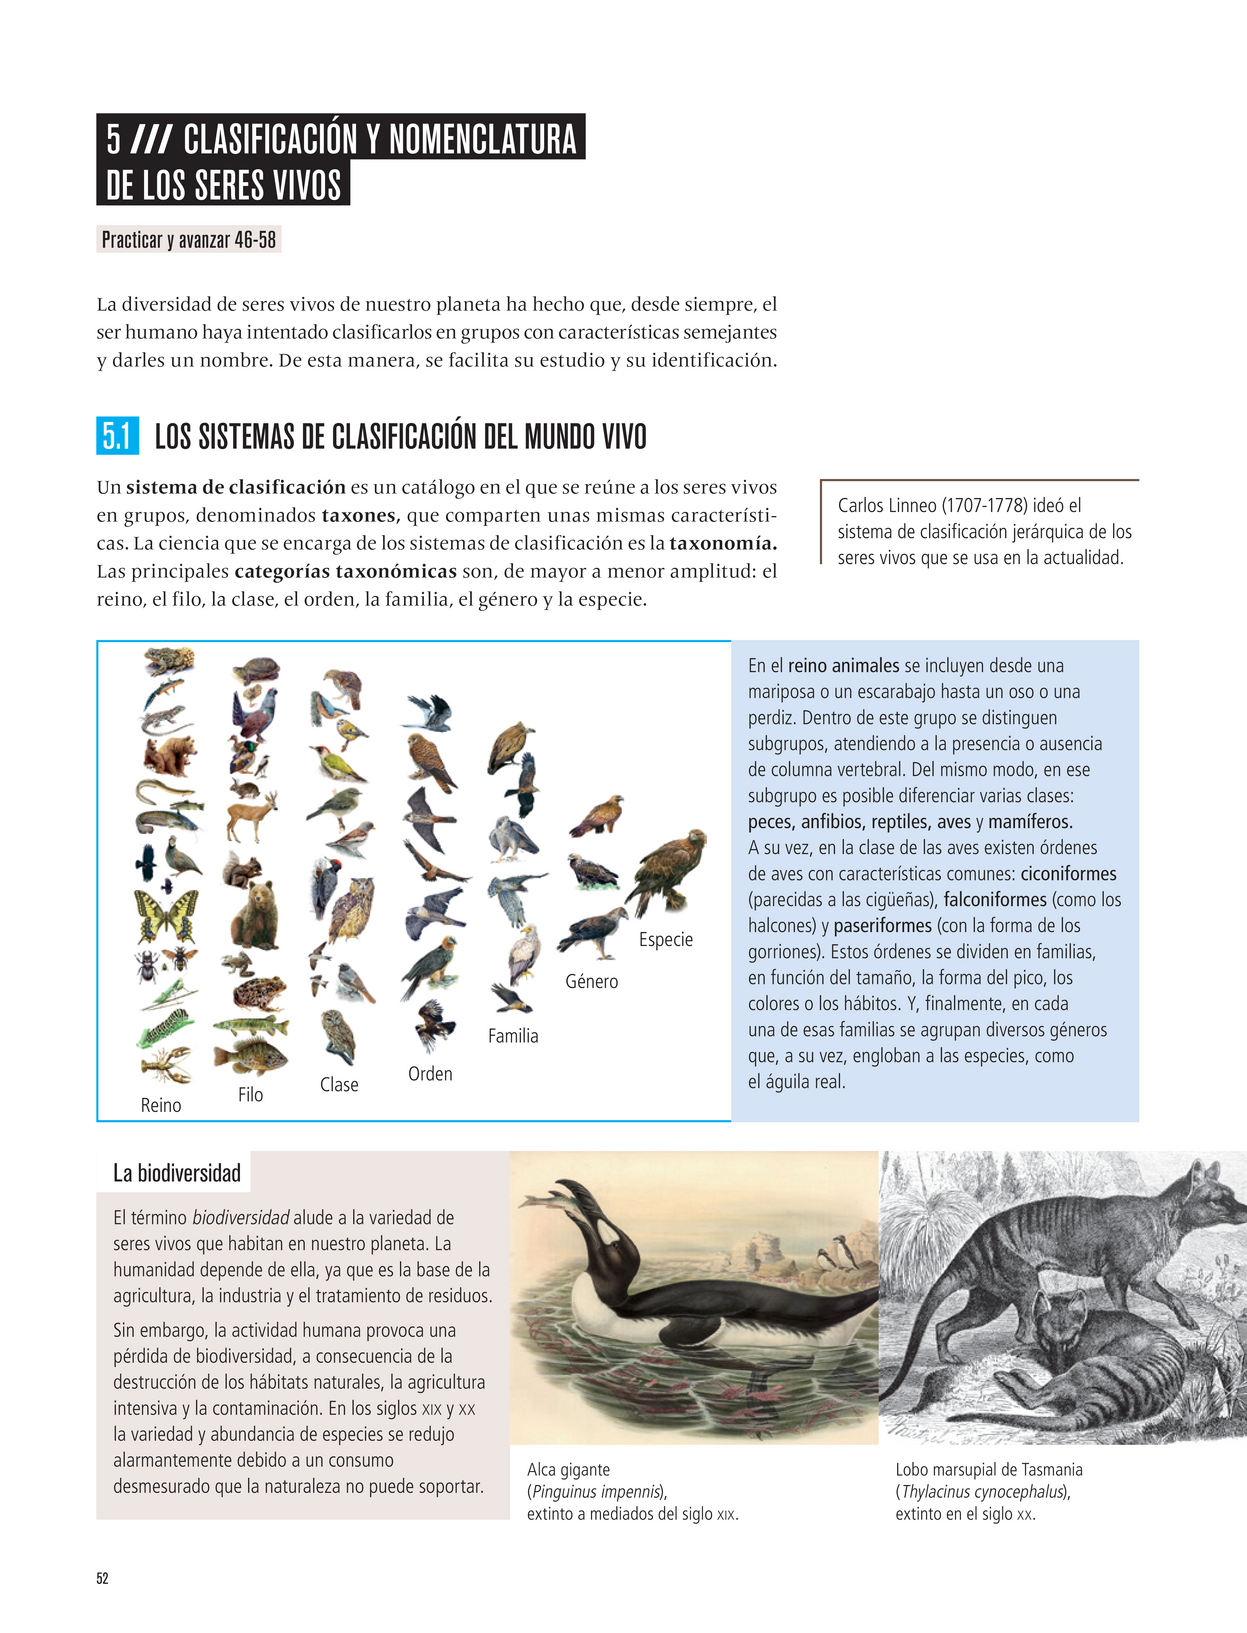 5 /// CLASIFICACIÓN Y NOMENCLATURA
DE LOS SERES VIVOS
Practicar y avanzar 46-58
La diversidad de seres vivos de nuestro planeta ha hecho que, desde siempre, el
ser humano haya intentado clasificarlos en grupos con características semejantes
y darles un nombre. De esta manera, se facilita su estudio y su identificación.
5.1 LOS SISTEMAS DE CLASIFICACIÓN DEL MUNDO VIVO
Un sistema de clasificación es un catálogo en el que se reúne a los seres vivos
en grupos, denominados taxones, que comparten unas mismas característi-
cas. La ciencia que se encarga de los sistemas de clasificación es la taxonomía.
Las principales categorías taxonómicas son, de mayor a menor amplitud: el
reino, el filo, la clase, el orden, la familia, el género y la especie.
Carlos Linneo (1707-1778) ideó el
sistema de clasificación jerárquica de los
seres vivos que se usa en la actualidad.
Reino
Filo
Clase
Orden
Familia
Género
Especie
En el reino animales se incluyen desde una
mariposa o un escarabajo hasta un oso o una
perdiz. Dentro de este grupo se distinguen
subgrupos, atendiendo a la presencia o ausencia
de columna vertebral. Del mismo modo, en ese
subgrupo es posible diferenciar varias clases:
peces, anfibios, reptiles, aves y mamíferos.
A su vez, en la clase de las aves existen órdenes
de aves con características comunes: ciconiformes
(parecidas a las cigüeñas), falconiformes (como los
halcones) y paseriformes (con la forma de los
gorriones). Estos órdenes se dividen en familias,
en función del tamaño, la forma del pico, los
colores o los hábitos. Y, finalmente, en cada
una de esas familias se agrupan diversos géneros
que, a su vez, engloban a las especies, como
el águila real.
La biodiversidad
El término biodiversidad alude a la variedad de
seres vivos que habitan en nuestro planeta. La
humanidad depende de ella, ya que es la base de la
agricultura, la industria y el tratamiento de residuos.
Sin embargo, la actividad humana provoca una
pérdida de biodiversidad, a consecuencia de la
destrucción de los hábitats naturales, la agricultura
intensiva y la contaminación. En los siglos XIX y XX
la variedad y abundancia de especies se redujo
alarmantemente debido a un consumo
desmesurado que la naturaleza no puede soportar.
Alca gigante
(Pinguinus impennis),
extinto a mediados del siglo XIX.
Lobo marsupial de Tasmania
(Thylacinus cynocephalus),
extinto en el siglo XX.
52